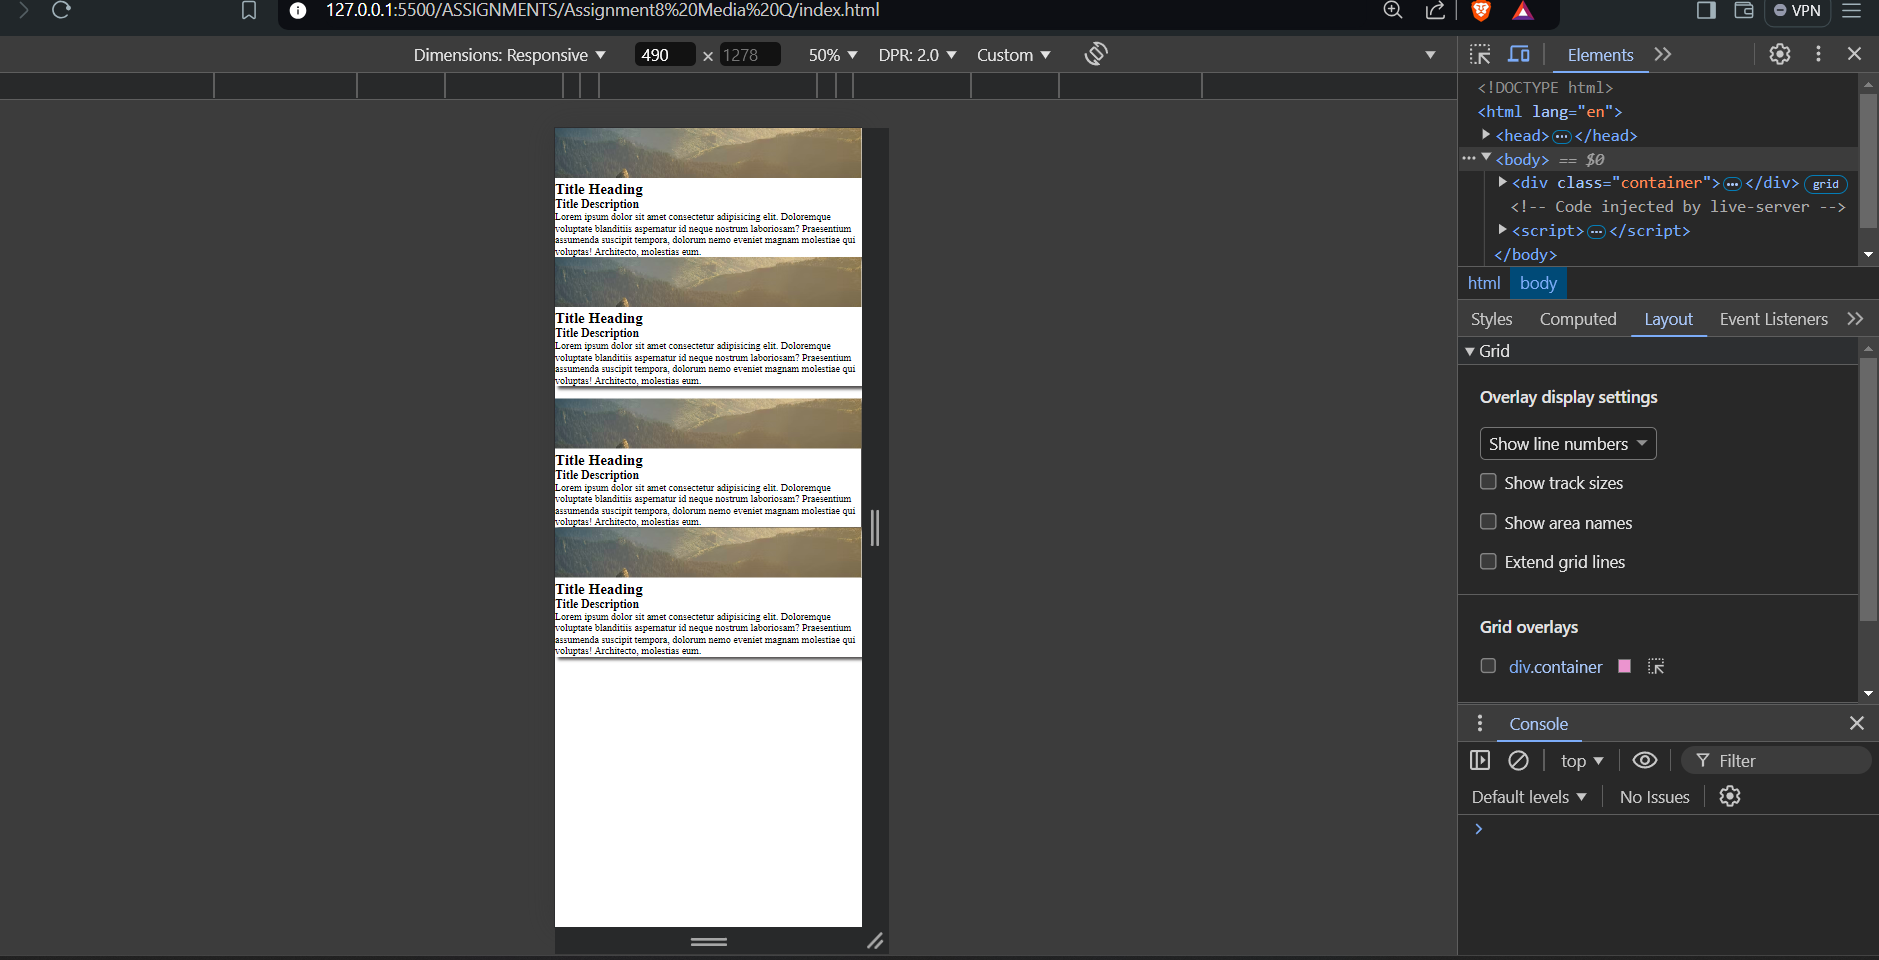 127.0.0.1:5500/ASSIGNMENTS/Assignment8%20Media%20Q/index.html
VPN
Dimensions: Responsive 490 × 1278 50% DPR: 2.0 Custom
Elements
<!DOCTYPE html>
<html lang="en">
<head> ••• </head>
••• <body> == $0
<div class="container"> ••• </div> grid
<!-- Code injected by live-server -->
<script> ••• </script>
</body>
html body
Styles Computed Layout Event Listeners
Grid
Overlay display settings
Show line numbers
Show track sizes
Show area names
Extend grid lines
Grid overlays
div.container
Console
top Filter
Default levels No Issues
Title Heading
Title Description
Lorem ipsum dolor sit amet consectetur adipisicing elit. Doloremque
voluptate blanditiis aspernatur id neque nostrum laboriosam? Praesentium
assumenda suscipit tempora, dolorum nemo eveniet magnam molestiae qui
voluptas! Architecto, molestias eum.
Title Heading
Title Description
Lorem ipsum dolor sit amet consectetur adipisicing elit. Doloremque
voluptate blanditiis aspernatur id neque nostrum laboriosam? Praesentium
assumenda suscipit tempora, dolorum nemo eveniet magnam molestiae qui
voluptas! Architecto, molestias eum.
Title Heading
Title Description
Lorem ipsum dolor sit amet consectetur adipisicing elit. Doloremque
voluptate blanditiis aspernatur id neque nostrum laboriosam? Praesentium
assumenda suscipit tempora, dolorum nemo eveniet magnam molestiae qui
voluptas! Architecto, molestias eum.
Title Heading
Title Description
Lorem ipsum dolor sit amet consectetur adipisicing elit. Doloremque
voluptate blanditiis aspernatur id neque nostrum laboriosam? Praesentium
assumenda suscipit tempora, dolorum nemo eveniet magnam molestiae qui
voluptas! Architecto, molestias eum.